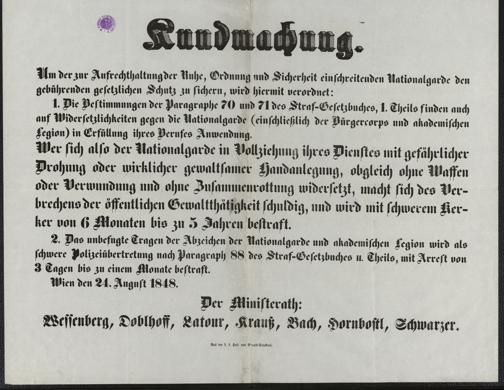 Kundmachung.
Um der zur Aufrechthaltung der Ruhe, Ordnung und Sicherheit einschreitenden Nationalgarde den
gebührenden gesetzlichen Schutz zu sichern, wird hiermit verordnet:
1. Die Bestimmungen der Paragraphe 70 und 71 des Straf-Gesetzbuches, I. Theils finden auch
auf Widersetzlichkeiten gegen die Nationalgarde (einschließlich der Bürgercorps und akademischen
Legion) in Erfüllung ihres Berufes Anwendung.
Wer sich also der Nationalgarde in Vollziehung ihres Dienstes mit gefährlicher
Drohung oder wirklicher gewaltsamer Handanlegung, obgleich ohne Waffen
oder Verwundung und ohne Zusammenrottung widersetzt, macht sich des Ver-
brechens der öffentlichen Gewaltthätigkeit schuldig, und wird mit schwerem Ker-
ker von 6 Monaten bis zu 5 Jahren bestraft.
2. Das unbefugte Tragen der Abzeichen der Nationalgarde und akademischen Legion wird als
schwere Polizeiübertretung nach Paragraph 88 des Straf-Gesetzbuches II. Theils, mit Arrest von
3 Tagen bis zu einem Monate bestraft.
Wien den 24. August 1848.
Der Ministerrath:
Wessenberg, Doblhoff, Latour, Krauß, Bach, Hornbostl, Schwarzer.
Aus der k. k. Hof- und Staats-Druckerei.